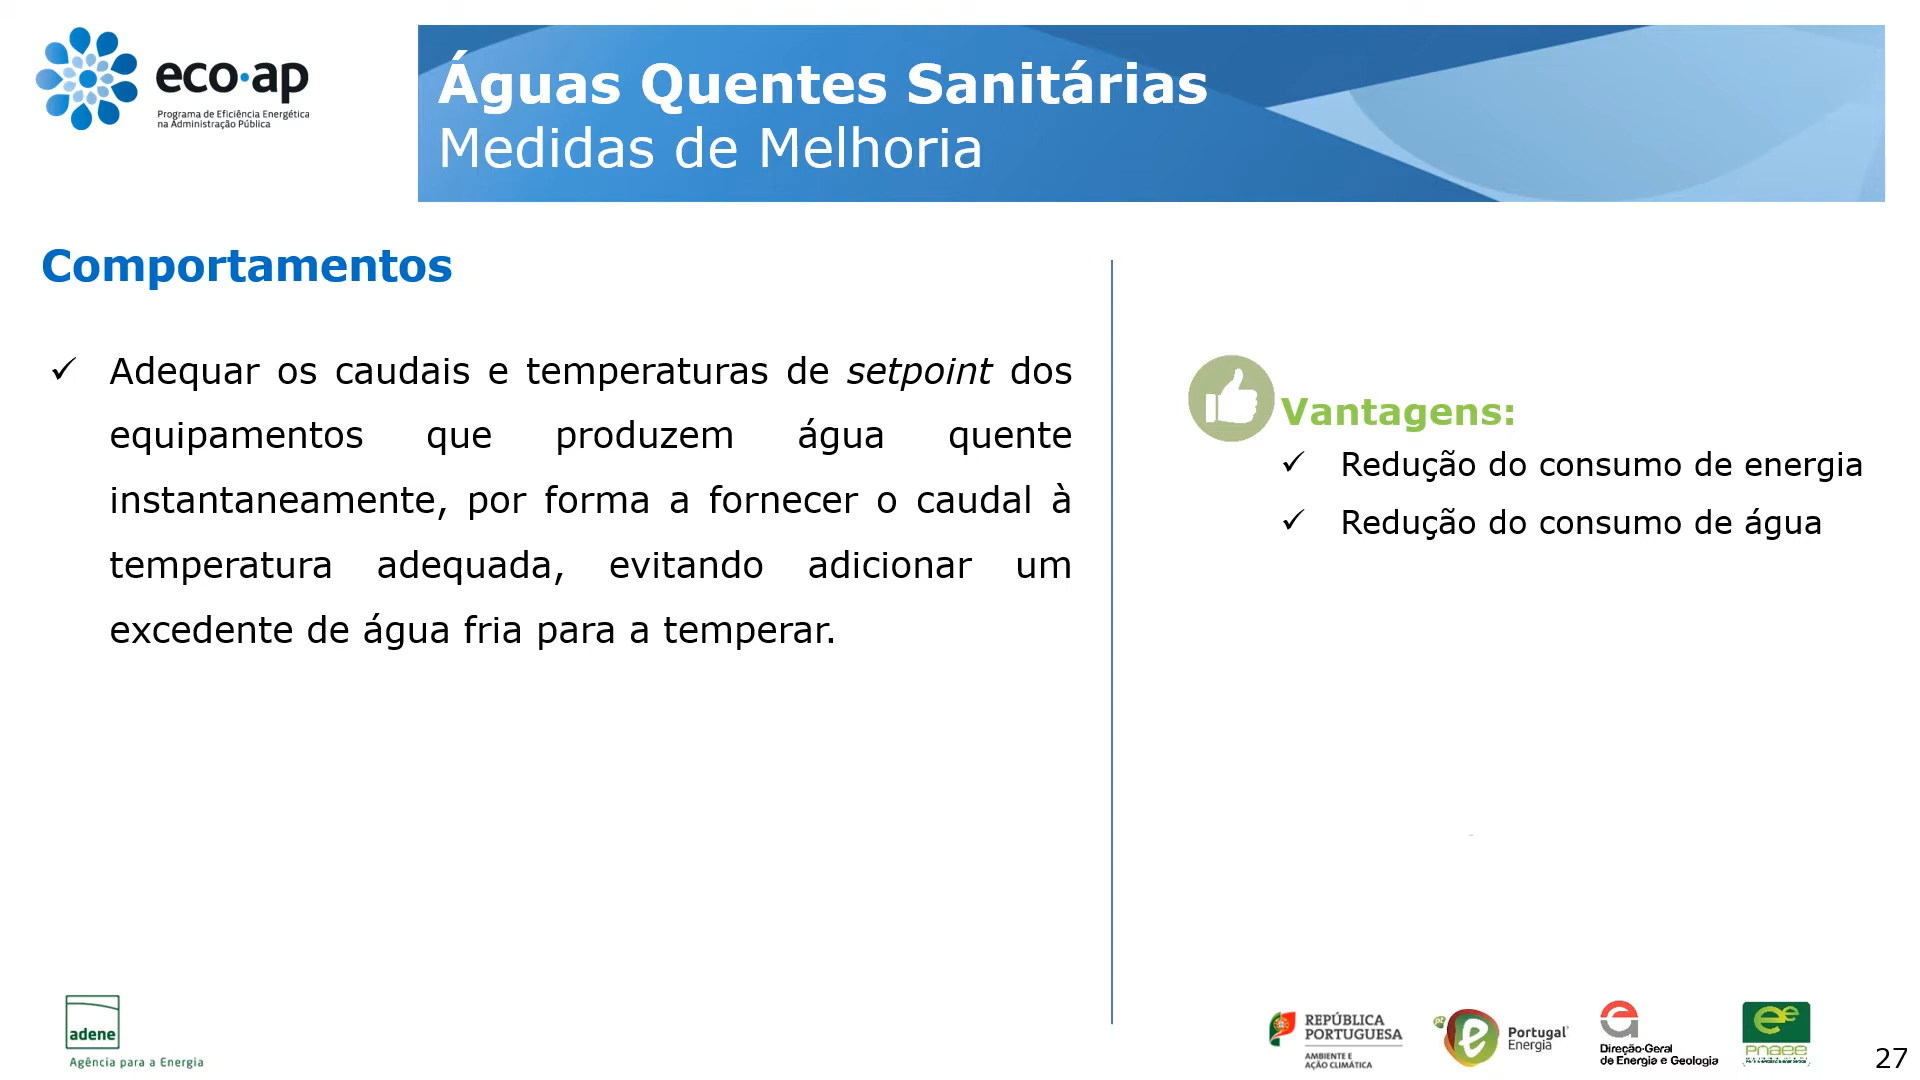 eco·ap
Programa de Eficiência Energética
na Administração Pública
Águas Quentes Sanitárias
Medidas de Melhoria
Comportamentos
✓ Adequar os caudais e temperaturas de setpoint dos
equipamentos que produzem água quente
instantaneamente, por forma a fornecer o caudal à
temperatura adequada, evitando adicionar um
excedente de água fria para a temperar.
Vantagens:
✓ Redução do consumo de energia
✓ Redução do consumo de água
adene
Agência para a Energia
REPÚBLICA
PORTUGUESA
AMBIENTE E
AÇÃO CLIMÁTICA
Portugal
Energia
Direção-Geral
de Energia e Geologia
pnaee
27